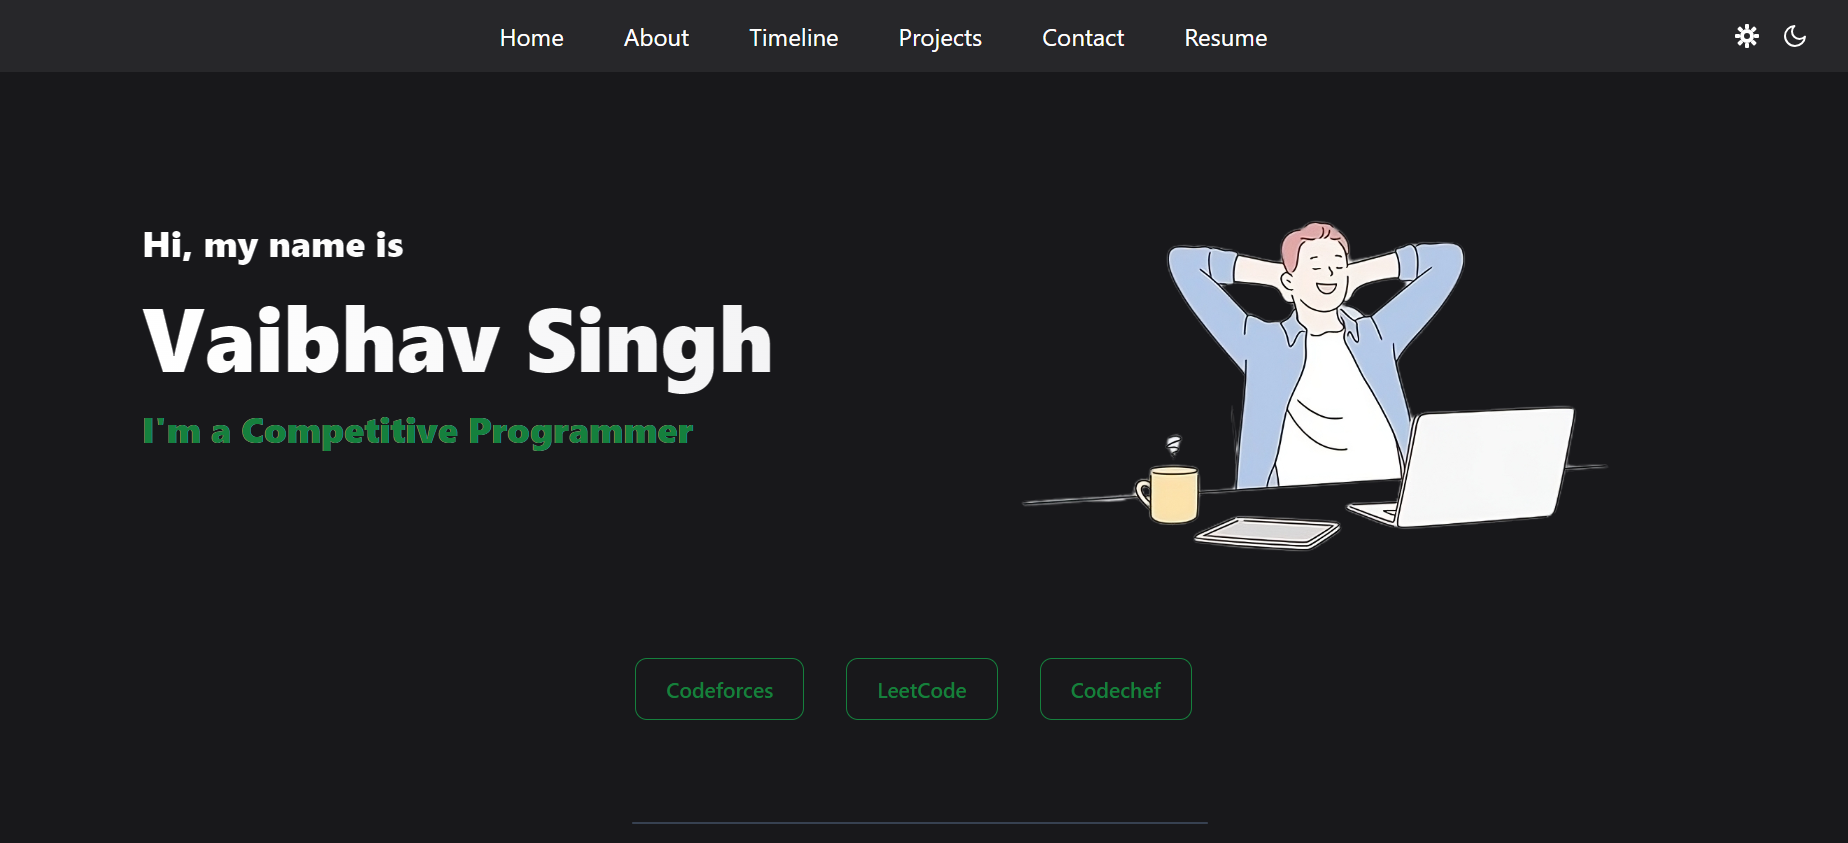 Home About Timeline Projects Contact Resume
Hi, my name is
Vaibhav Singh
I'm a Competitive Programmer
Codeforces LeetCode Codechef